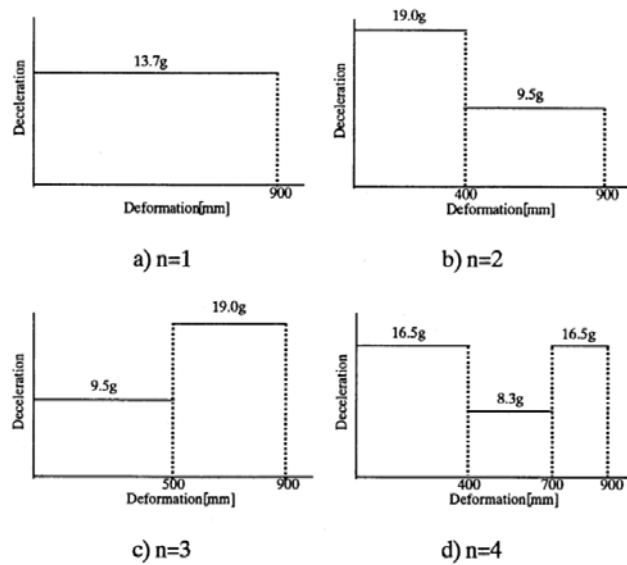 Deceleration
13.7g
900
Deformation[mm]
a) n=1
Deceleration
19.0g
9.5g
400
900
Deformation[mm]
b) n=2
Deceleration
9.5g
19.0g
500
900
Deformation[mm]
c) n=3
Deceleration
16.5g
8.3g
16.5g
400
700
900
Deformation[mm]
d) n=4